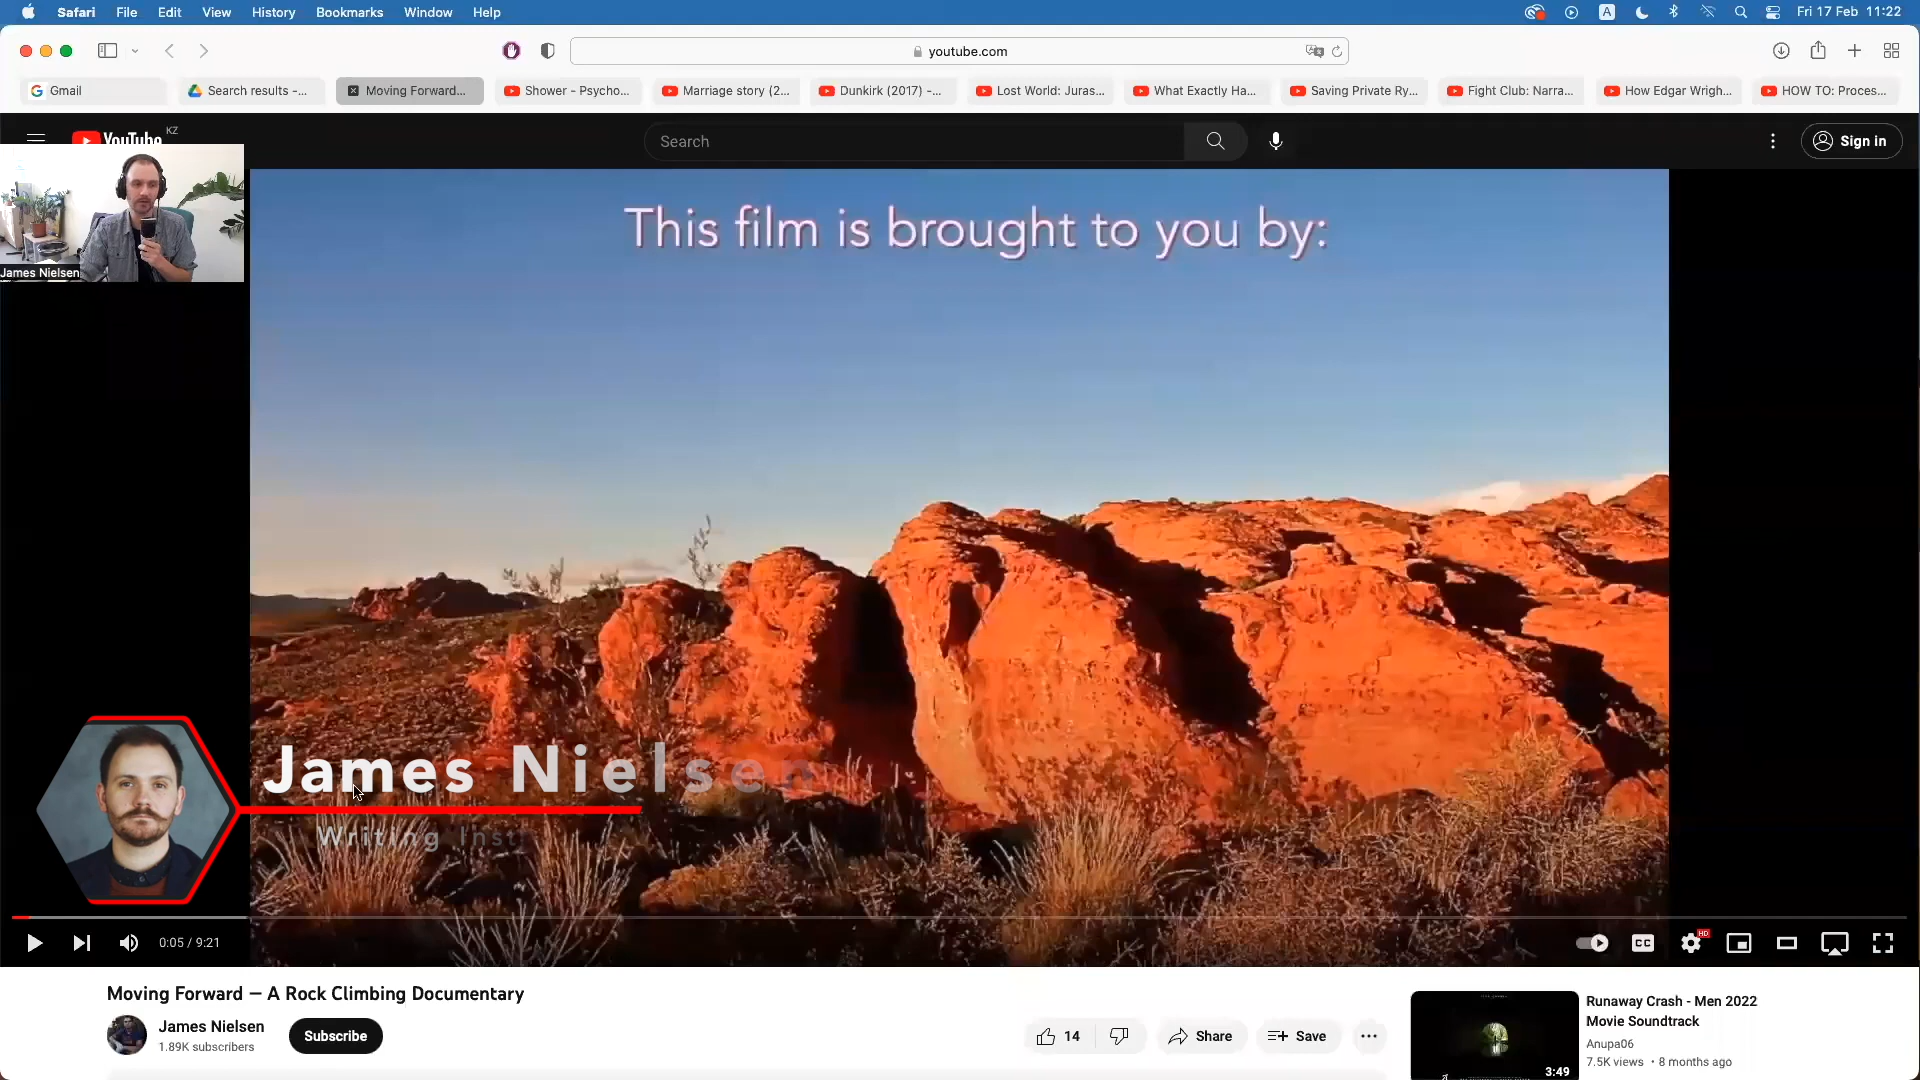 Safari File Edit View History Bookmarks Window Help
A Fri 17 Feb 11:22
youtube.com
Gmail
Search results -...
Moving Forward...
Shower - Psycho...
Marriage story (2...
Dunkirk (2017) -...
Lost World: Juras...
What Exactly Ha...
Saving Private Ry...
Fight Club: Narra...
How Edgar Wrigh...
HOW TO: Proces...
YouTube KZ
Search
Sign in
James Nielsen
This film is brought to you by:
James Nielsen
Writing Inst
0:05 / 9:21
CC
HD
Moving Forward — A Rock Climbing Documentary
James Nielsen
1.89K subscribers
Subscribe
14
Share
Save
Runaway Crash - Men 2022
Movie Soundtrack
Anupa06
7.5K views • 8 months ago
3:49